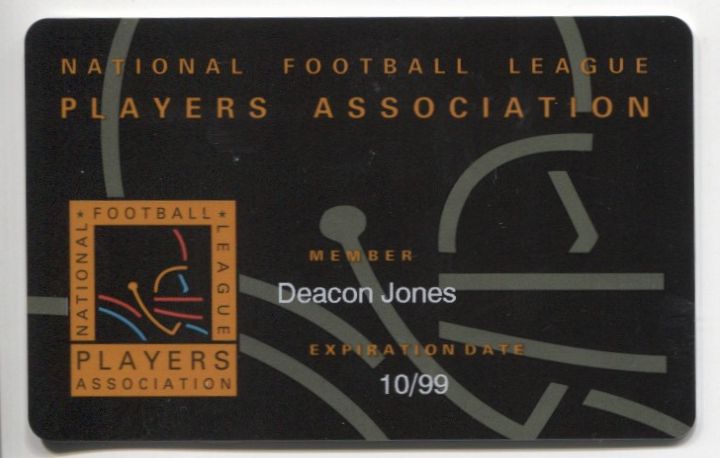 NATIONAL FOOTBALL LEAGUE
PLAYERS ASSOCIATION
★ FOOTBALL ★
NATIONAL
LEAGUE
PLAYERS
ASSOCIATION
MEMBER
Deacon Jones
EXPIRATION DATE
10/99